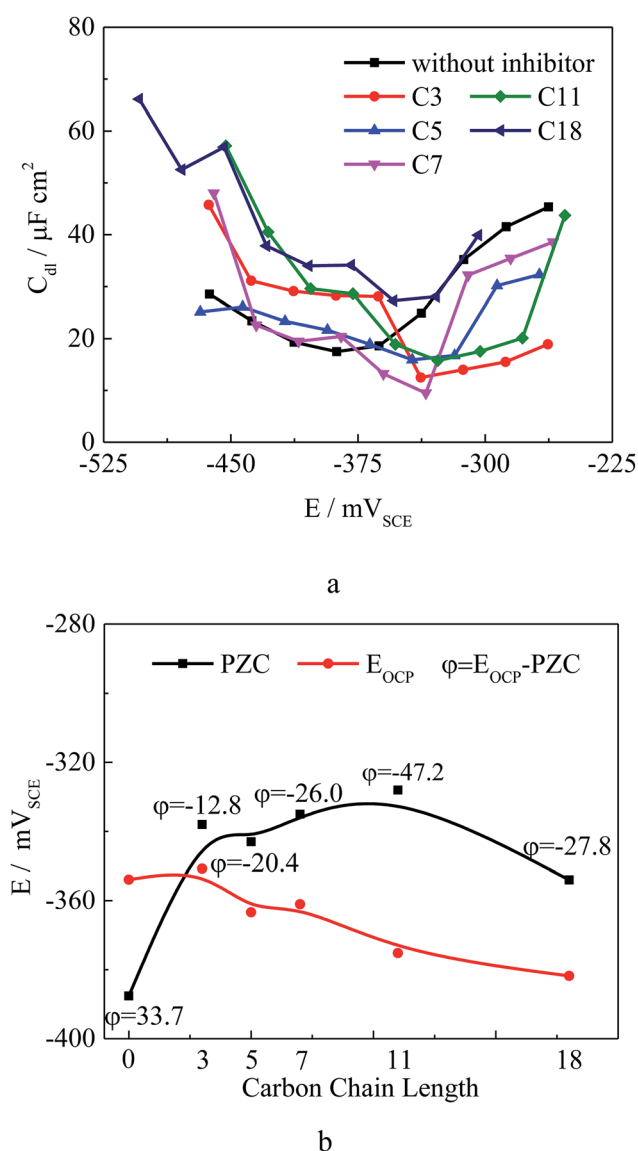 80
60
40
20
0
C_dl / μF cm²
without inhibitor
C3 C11
C5 C18
C7
-525 -450 -375 -300 -225
E / mV_SCE
a
-280
-320
-360
-400
E / mV_SCE
PZC E_OCP φ=E_OCP-PZC
φ=-47.2
φ=-26.0
φ=-12.8
φ=-27.8
φ=-20.4
φ=33.7
0 3 5 7 11 18
Carbon Chain Length
b